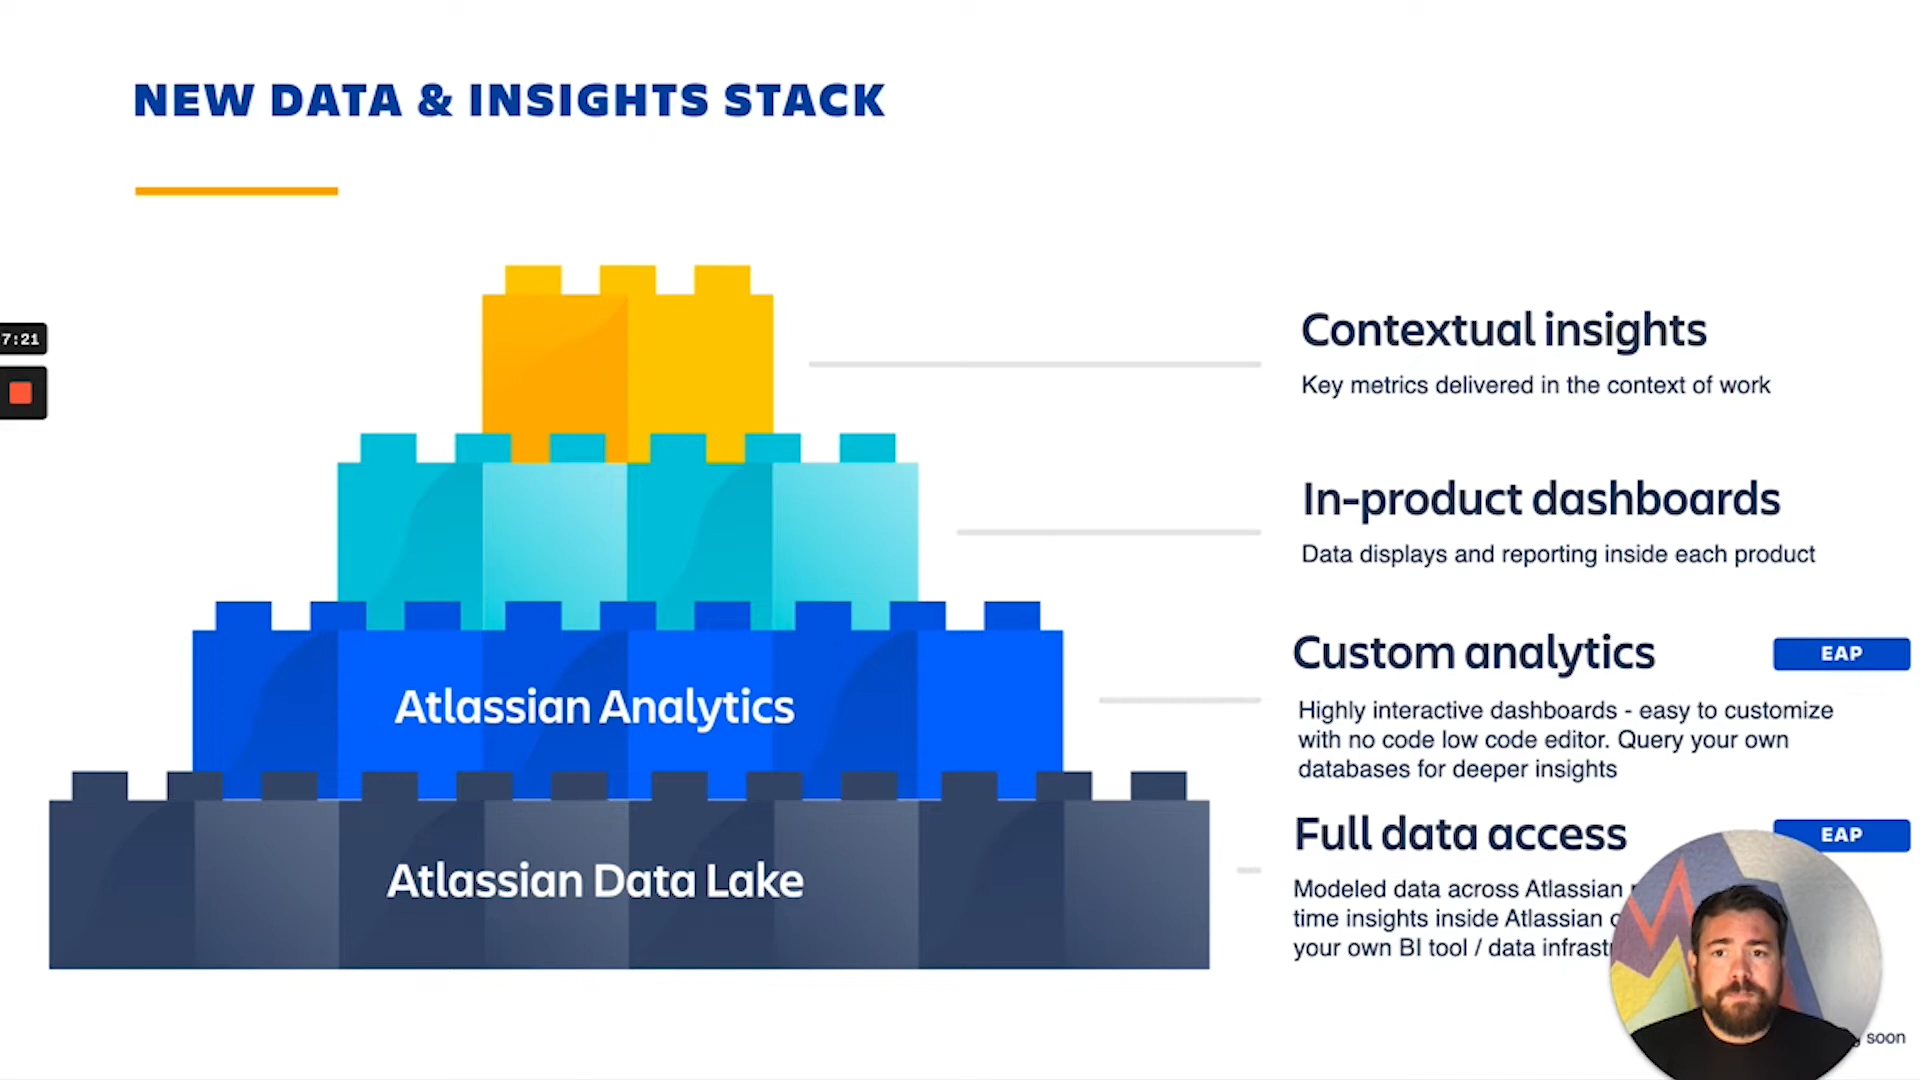 NEW DATA & INSIGHTS STACK
7:21
Contextual insights
Key metrics delivered in the context of work
In-product dashboards
Data displays and reporting inside each product
Atlassian Analytics
Custom analytics
EAP
Highly interactive dashboards - easy to customize
with no code low code editor. Query your own
databases for deeper insights
Atlassian Data Lake
Full data access
EAP
Modeled data across Atlassian
time insights inside Atlassian
your own BI tool / data
soon